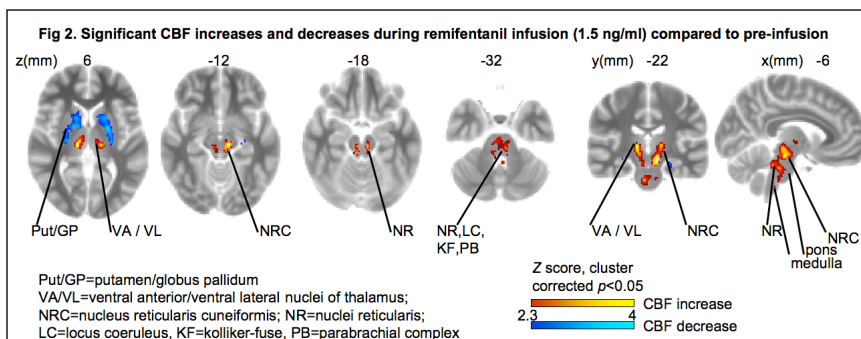 Fig 2. Significant CBF increases and decreases during remifentanil infusion (1.5 ng/ml) compared to pre-infusion
z(mm) 6 -12 -18 -32 y(mm) -22 x(mm) -6
Put/GP VA / VL NRC NR NR,LC, KF,PB VA / VL NRC NR pons medulla NRC
Put/GP=putamen/globus pallidum
VA/VL=ventral anterior/ventral lateral nuclei of thalamus;
NRC=nucleus reticularis cuneiformis; NR=nuclei reticularis;
LC=locus coeruleus, KF=kolliker-fuse, PB=parabrachial complex
Z score, cluster
corrected p<0.05
CBF increase
2.3 4
CBF decrease